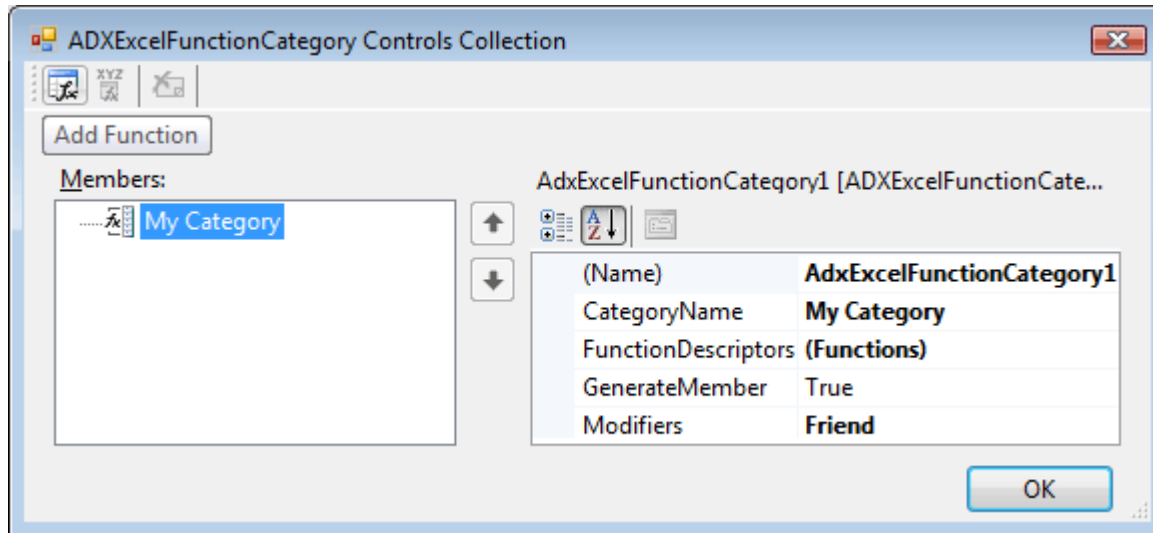 ADXExcelFunctionCategory Controls Collection
XYZ
Add Function
Members:
My Category
AdxExcelFunctionCategory1 [ADXExcelFunctionCate...
A
Z
(Name) AdxExcelFunctionCategory1
CategoryName My Category
FunctionDescriptors (Functions)
GenerateMember True
Modifiers Friend
OK